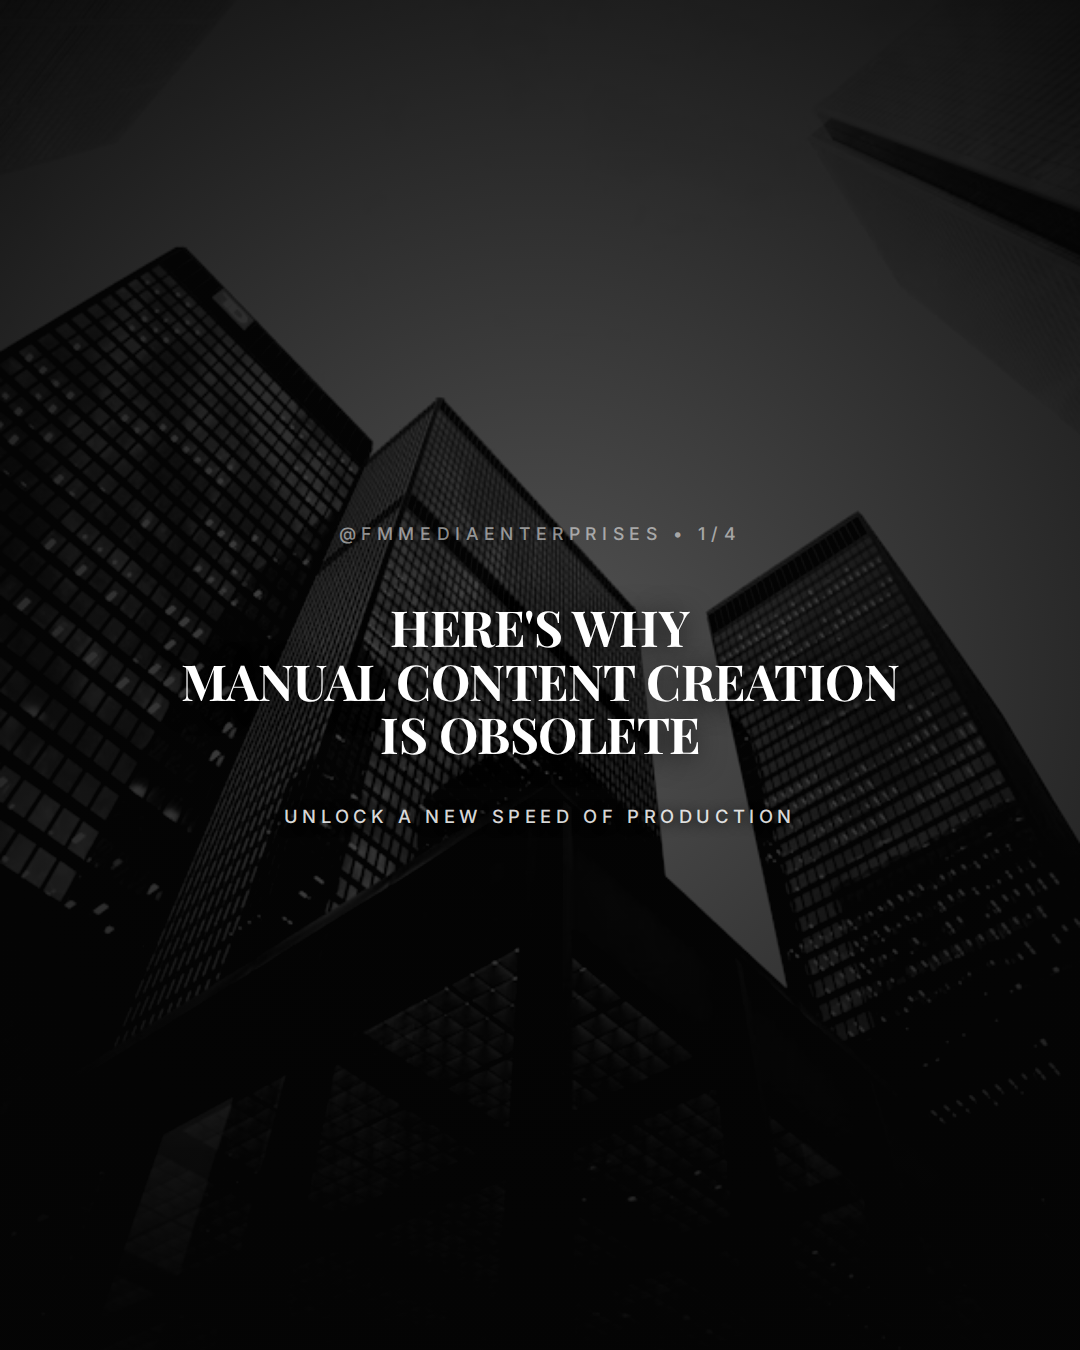 @FMMEDIAENTERPRISES • 1/4
HERE'S WHY
MANUAL CONTENT CREATION
IS OBSOLETE
UNLOCK A NEW SPEED OF PRODUCTION